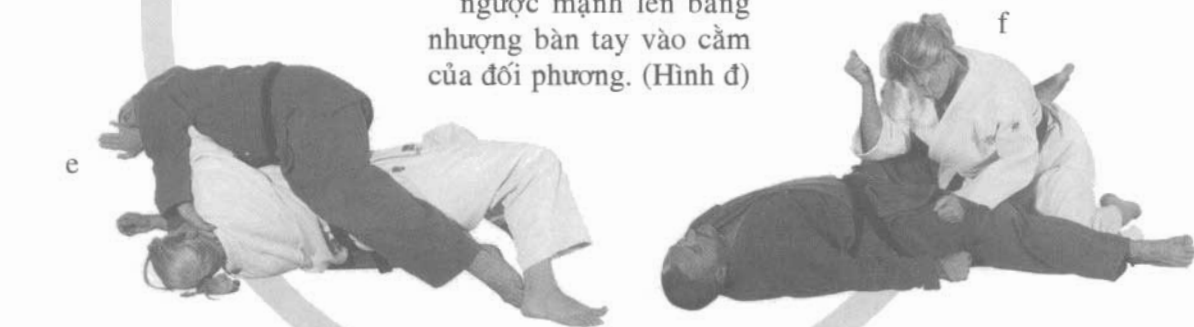 ngược mạnh lên bằng
nhượng bàn tay vào cằm
của đối phương. (Hình đ)
f
e